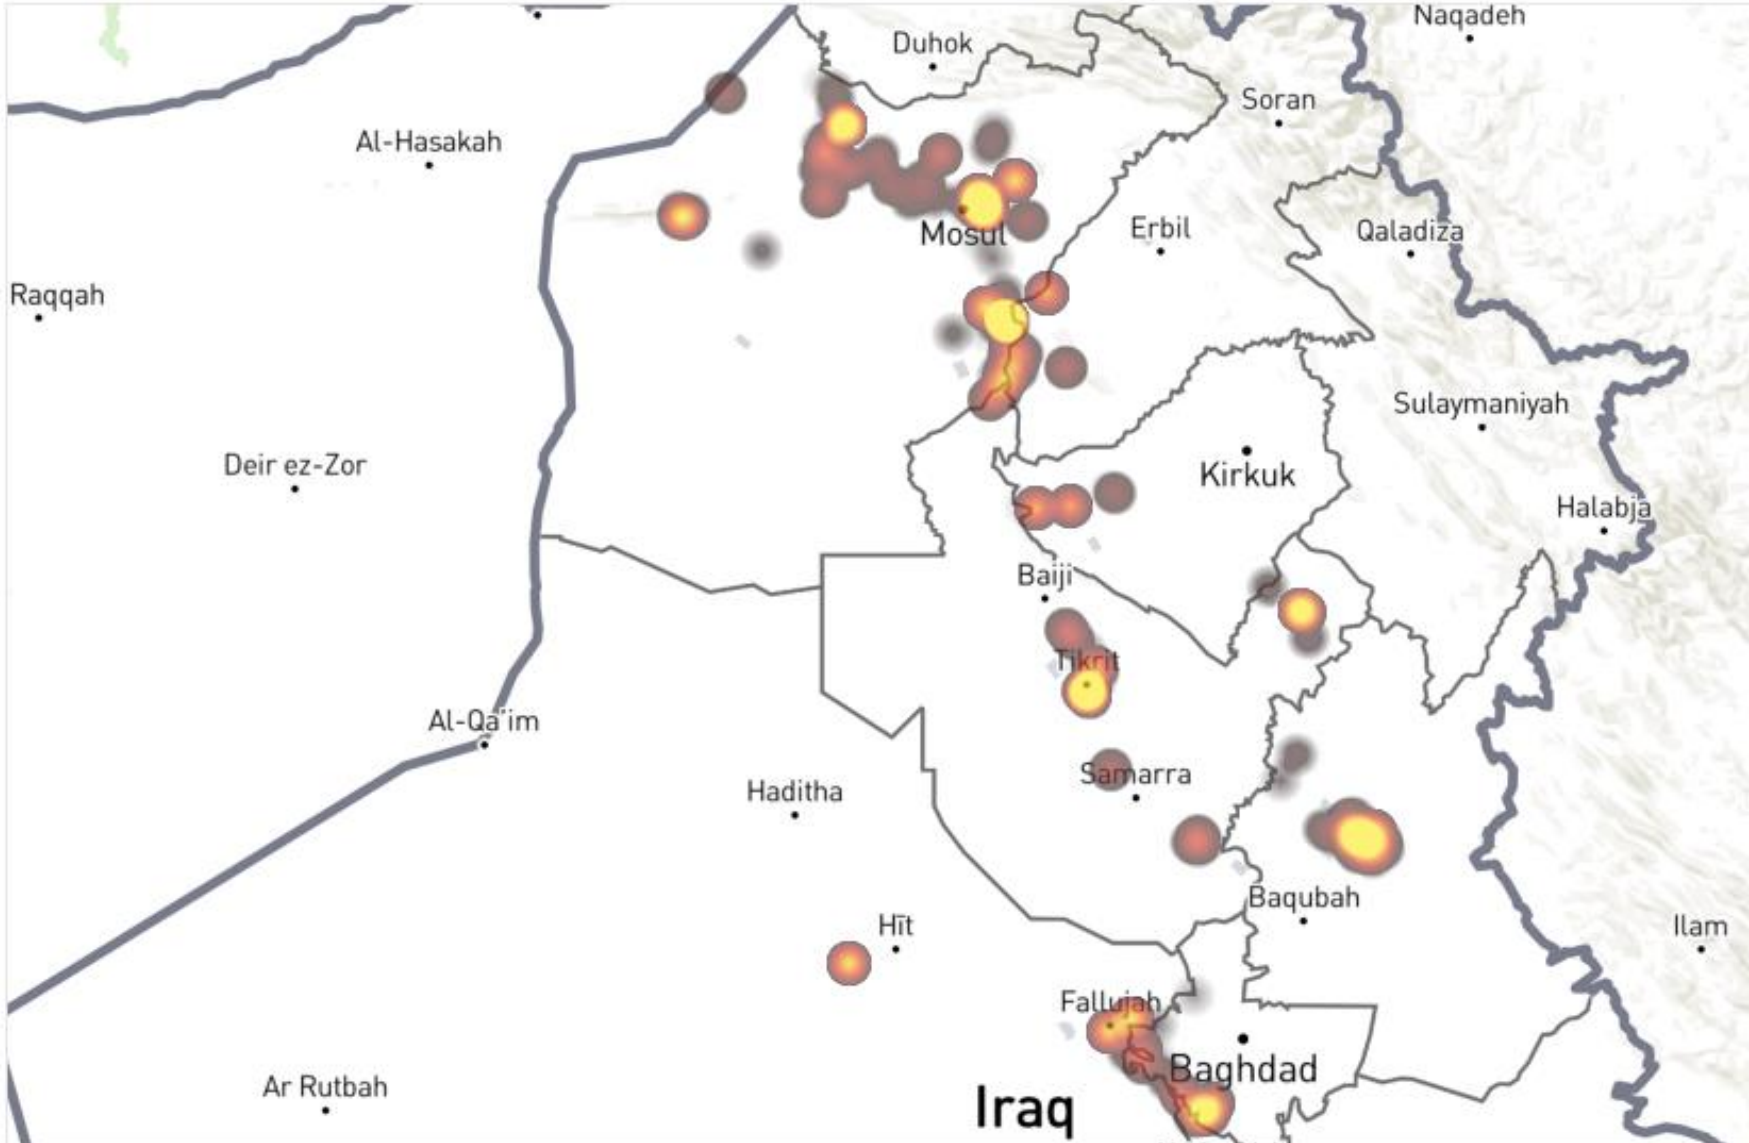 Naqadeh
Duhok
Soran
Al-Hasakah
Mosul
Erbil
Qaladiza
Raqqah
Sulaymaniyah
Deir ez-Zor
Kirkuk
Halabja
Baiji
Tikrit
Al-Qa'im
Samarra
Haditha
Baqubah
Hīt
Ilam
Fallujah
Baghdad
Ar Rutbah
Iraq